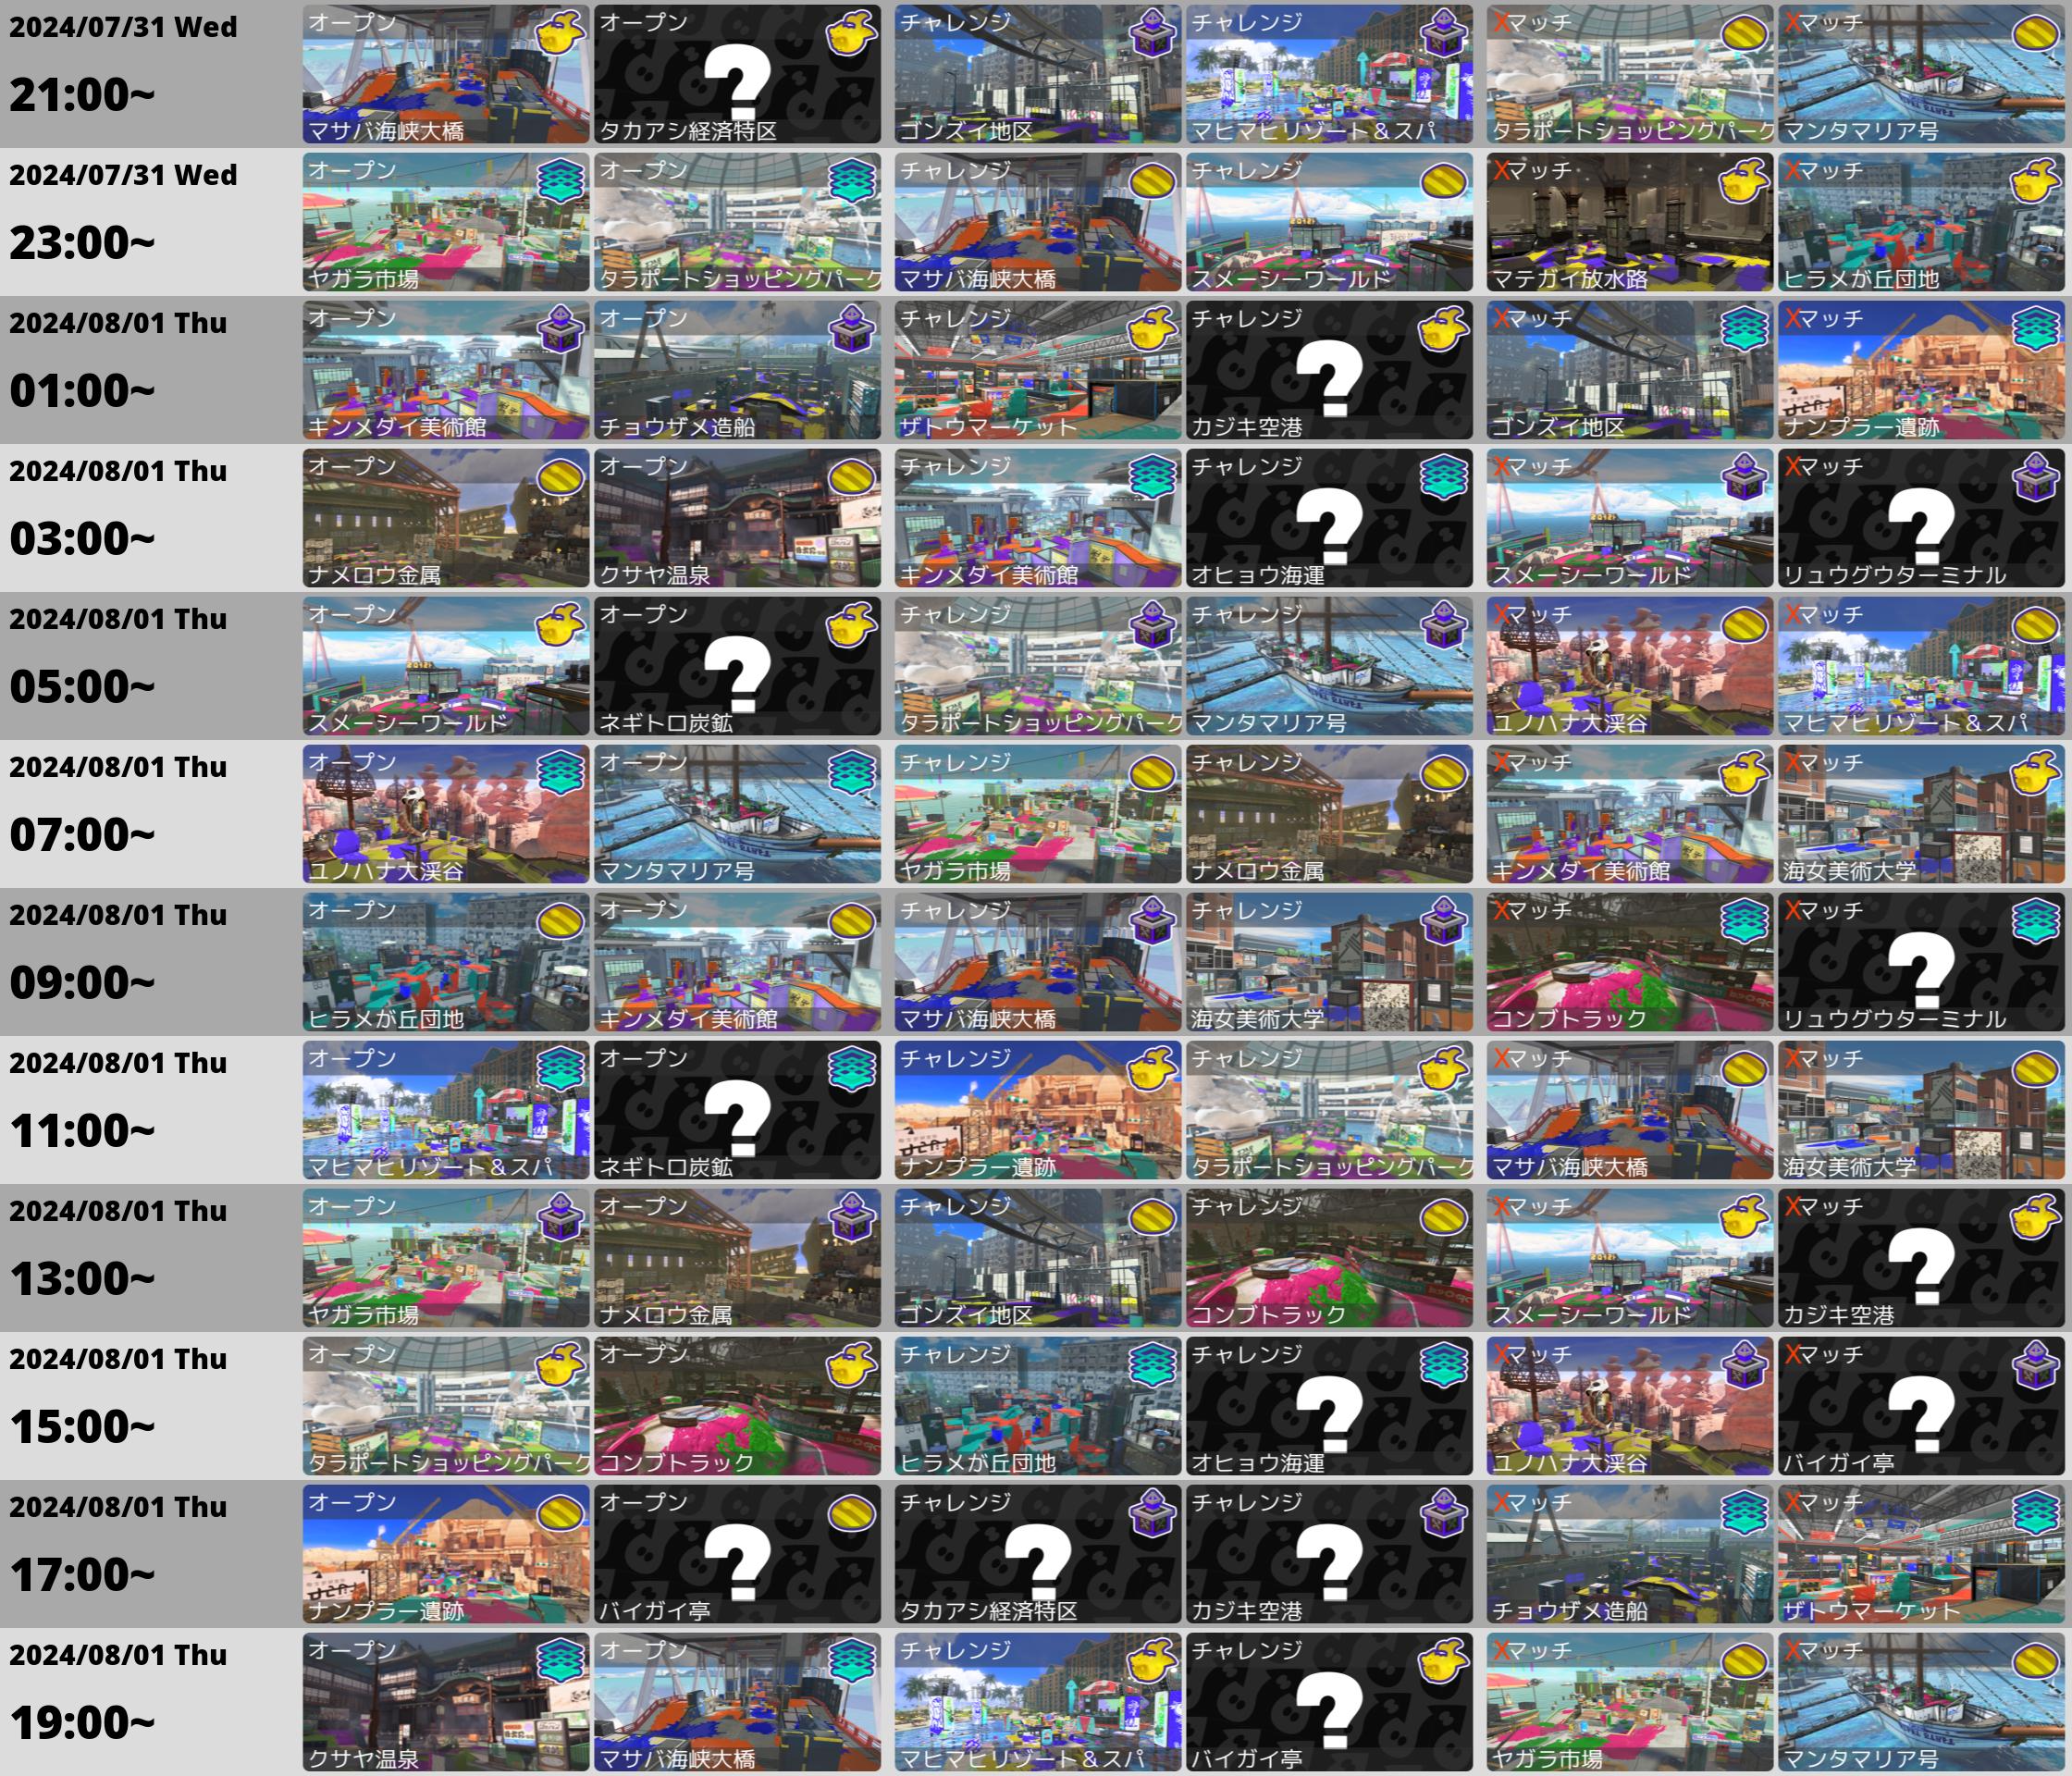 2024/07/31 Wed
21:00~
オープン
マサバ海峡大橋
オープン
タカアシ経済特区
チャレンジ
ゴンズイ地区
チャレンジ
マヒマヒリゾート＆スパ
Xマッチ
タラポートショッピングパーク
Xマッチ
マンタマリア号
2024/07/31 Wed
23:00~
オープン
ヤガラ市場
オープン
タラポートショッピングパーク
チャレンジ
マサバ海峡大橋
チャレンジ
スメーシーワールド
Xマッチ
マテガイ放水路
Xマッチ
ヒラメが丘団地
2024/08/01 Thu
01:00~
オープン
キンメダイ美術館
オープン
チョウザメ造船
チャレンジ
ザトウマーケット
チャレンジ
カジキ空港
Xマッチ
ゴンズイ地区
Xマッチ
ナンプラー遺跡
2024/08/01 Thu
03:00~
オープン
ナメロウ金属
オープン
クサヤ温泉
チャレンジ
キンメダイ美術館
チャレンジ
オヒョウ海運
Xマッチ
スメーシーワールド
Xマッチ
リュウグウターミナル
2024/08/01 Thu
05:00~
オープン
スメーシーワールド
オープン
ネギトロ炭鉱
チャレンジ
タラポートショッピングパーク
チャレンジ
マンタマリア号
Xマッチ
ユノハナ大渓谷
Xマッチ
マヒマヒリゾート＆スパ
2024/08/01 Thu
07:00~
オープン
ユノハナ大渓谷
オープン
マンタマリア号
チャレンジ
ヤガラ市場
チャレンジ
ナメロウ金属
Xマッチ
キンメダイ美術館
Xマッチ
海女美術大学
2024/08/01 Thu
09:00~
オープン
ヒラメが丘団地
オープン
キンメダイ美術館
チャレンジ
マサバ海峡大橋
チャレンジ
海女美術大学
Xマッチ
コンブトラック
Xマッチ
リュウグウターミナル
2024/08/01 Thu
11:00~
オープン
マヒマヒリゾート＆スパ
オープン
ネギトロ炭鉱
チャレンジ
ナンプラー遺跡
チャレンジ
タラポートショッピングパーク
Xマッチ
マサバ海峡大橋
Xマッチ
海女美術大学
2024/08/01 Thu
13:00~
オープン
ヤガラ市場
オープン
ナメロウ金属
チャレンジ
ゴンズイ地区
チャレンジ
コンブトラック
Xマッチ
スメーシーワールド
Xマッチ
カジキ空港
2024/08/01 Thu
15:00~
オープン
タラポートショッピングパーク
オープン
コンブトラック
チャレンジ
ヒラメが丘団地
チャレンジ
オヒョウ海運
Xマッチ
ユノハナ大渓谷
Xマッチ
バイガイ亭
2024/08/01 Thu
17:00~
オープン
ナンプラー遺跡
オープン
バイガイ亭
チャレンジ
タカアシ経済特区
チャレンジ
カジキ空港
Xマッチ
チョウザメ造船
Xマッチ
ザトウマーケット
2024/08/01 Thu
19:00~
オープン
クサヤ温泉
オープン
マサバ海峡大橋
チャレンジ
マヒマヒリゾート＆スパ
チャレンジ
バイガイ亭
Xマッチ
ヤガラ市場
Xマッチ
マンタマリア号